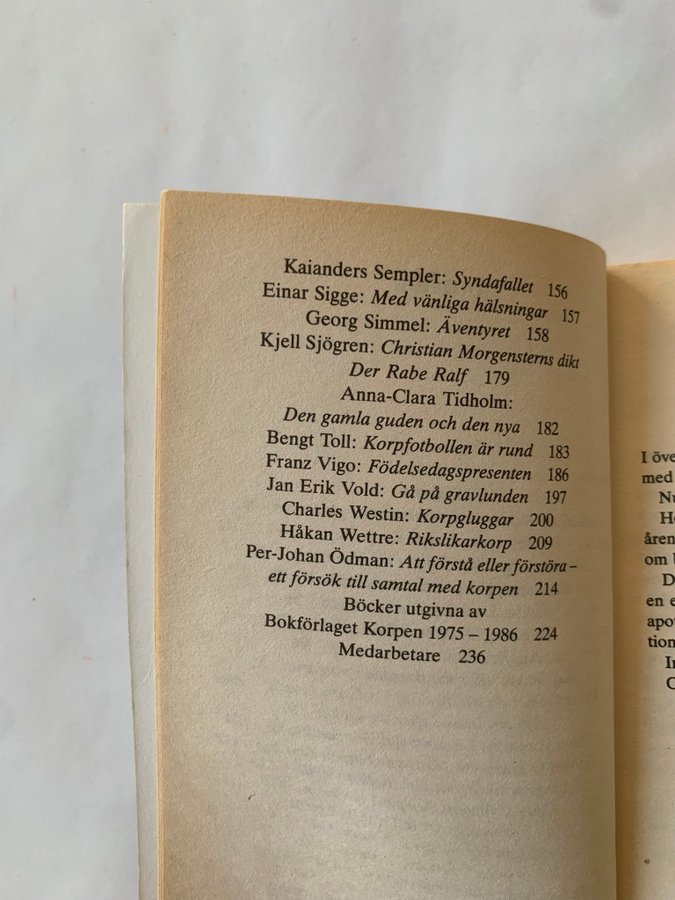 Kaianders Sempler: Syndafallet 156
Einar Sigge: Med vänliga hälsningar 157
Georg Simmel: Äventyret 158
Kjell Sjögren: Christian Morgensterns dikt
Der Rabe Ralf 179
Anna-Clara Tidholm:
Den gamla guden och den nya 182
Bengt Toll: Korpfotbollen är rund 183
Franz Vigo: Födelsedagspresenten 186
Jan Erik Vold: Gå på gravlunden 197
Charles Westin: Korpgluggar 200
Håkan Wettre: Rikslikarkorp 209
Per-Johan Ödman: Att förstå eller förstöra –
ett försök till samtal med korpen 214
Böcker utgivna av
Bokförlaget Korpen 1975 – 1986 224
Medarbetare 236
I öve
med
Nu
He
åren
om b
D
en e
apo
tion
In
O